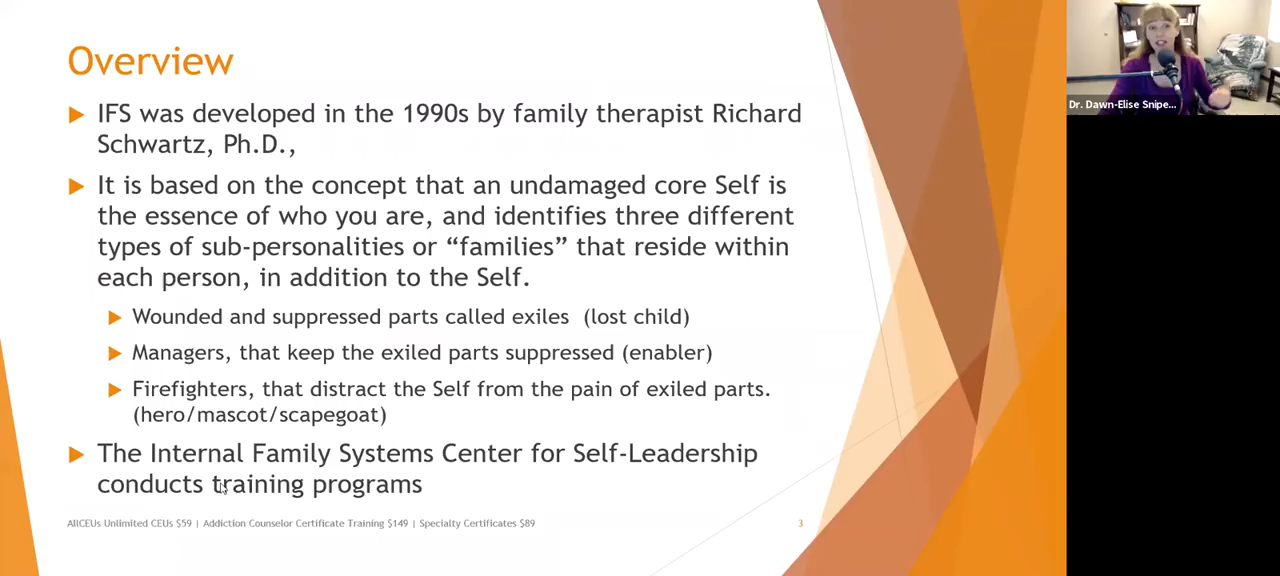 Overview
IFS was developed in the 1990s by family therapist Richard
Schwartz, Ph.D.,
It is based on the concept that an undamaged core Self is
the essence of who you are, and identifies three different
types of sub-personalities or “families” that reside within
each person, in addition to the Self.
Wounded and suppressed parts called exiles (lost child)
Managers, that keep the exiled parts suppressed (enabler)
Firefighters, that distract the Self from the pain of exiled parts.
(hero/mascot/scapegoat)
The Internal Family Systems Center for Self-Leadership
conducts training programs
AllCEUs Unlimited CEUs $59 | Addiction Counselor Certificate Training $149 | Specialty Certificates $89
3
Dr. Dawn-Elise Snipe...